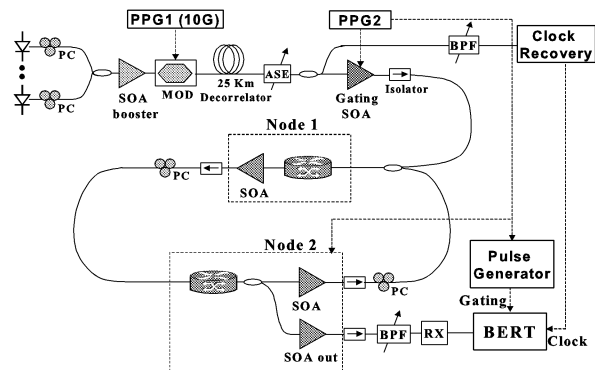 PPG1 (10G)
PPG2
PC
PC
SOA
booster
MOD
25 Km
Decorrelator
ASE
Gating
SOA
Isolator
BPF
Clock
Recovery
Node 1
PC
SOA
Node 2
SOA
PC
SOA out
BPF
RX
Pulse
Generator
Gating
BERT
Clock